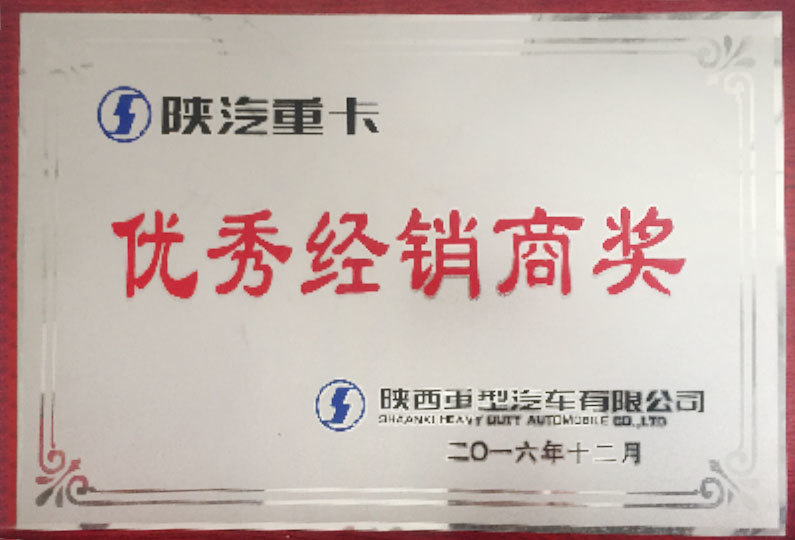 陕汽重卡
优秀经销商奖
陕西重型汽车有限公司
SHAANXI HEAVY DUTY AUTOMOBILE CO.,LTD
二〇一六年十二月